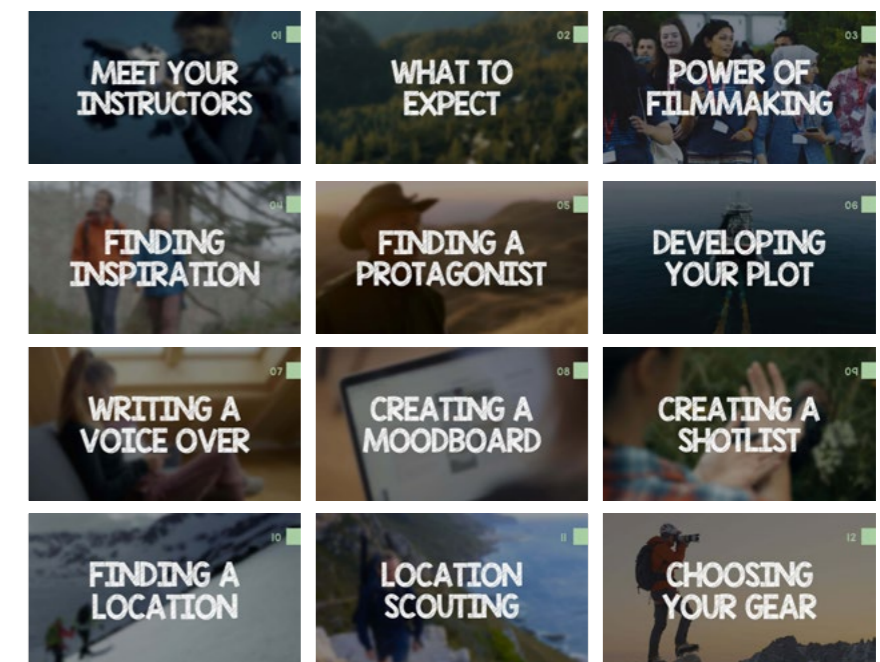 01
MEET YOUR
INSTRUCTORS
02
WHAT TO
EXPECT
03
POWER OF
FILMMAKING
04
FINDING
INSPIRATION
05
FINDING A
PROTAGONIST
06
DEVELOPING
YOUR PLOT
07
WRITING A
VOICE OVER
08
CREATING A
MOODBOARD
09
CREATING A
SHOTLIST
10
FINDING A
LOCATION
11
LOCATION
SCOUTING
12
CHOOSING
YOUR GEAR